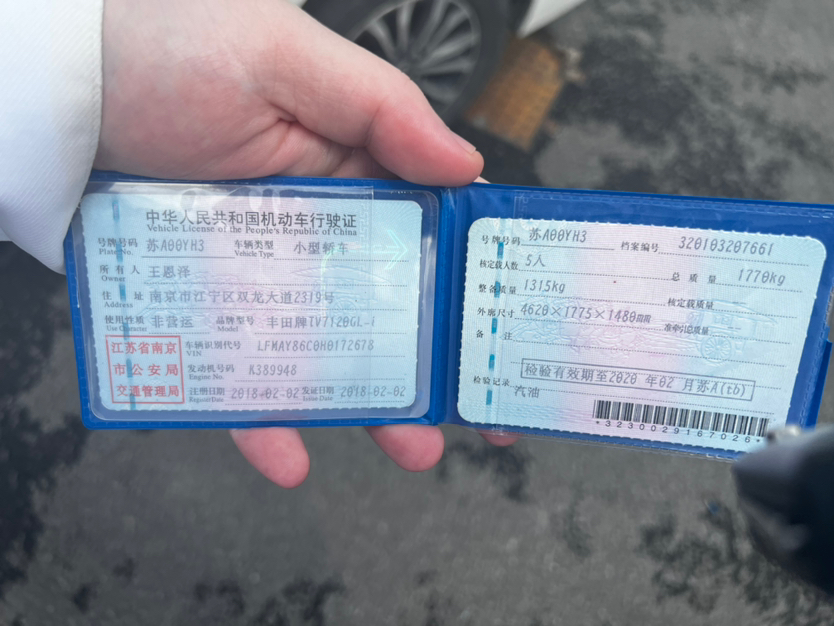 中华人民共和国机动车行驶证
Vehicle License of the People's Republic of China
号牌号码 苏A00YH3 车辆类型 小型轿车
Plate No. Vehicle Type
所有人 王恩泽
Owner
住 址 南京市江宁区双龙大道2319号
Address
使用性质 非营运 品牌型号 丰田牌TV7120GL-i
Use Character Model
江苏省南京
市公安局
交通管理局
车辆识别代号 LFMAY86C0H0172678
VIN
发动机号码 K389948
Engine No.
注册日期 2018-02-02 发证日期 2018-02-02
Register Date Issue Date
号牌号码 苏A00YH3 档案编号 320103207661
核定载人数 5人 总质量 1770kg
整备质量 1315kg 核定载质量
外廓尺寸 4620×1775×1480mm 准牵引总质量
备 注
检验有效期至2020 年02 月苏A(tb)
检验记录
汽油
*3230029167026*